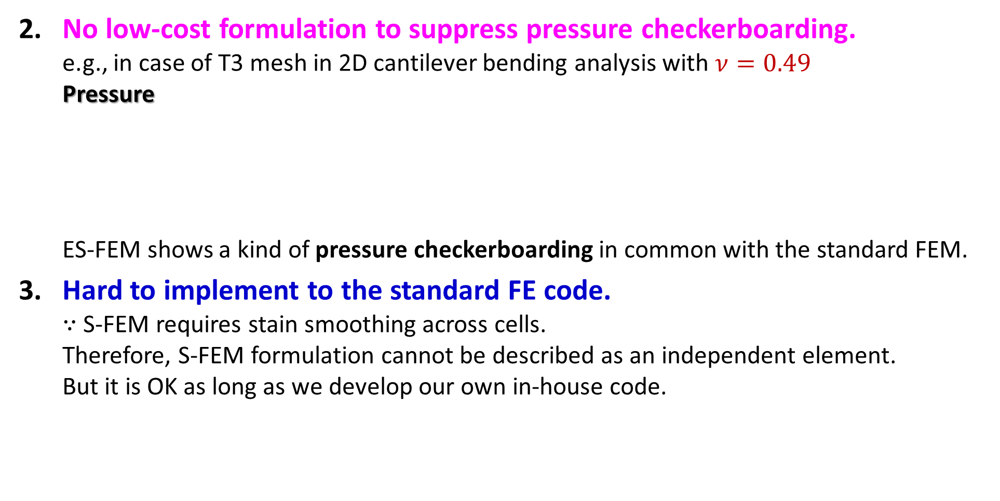 2. No low-cost formulation to suppress pressure checkerboarding.
e.g., in case of T3 mesh in 2D cantilever bending analysis with ν = 0.49
Pressure
ES-FEM shows a kind of pressure checkerboarding in common with the standard FEM.
3. Hard to implement to the standard FE code.
∵ S-FEM requires stain smoothing across cells.
Therefore, S-FEM formulation cannot be described as an independent element.
But it is OK as long as we develop our own in-house code.